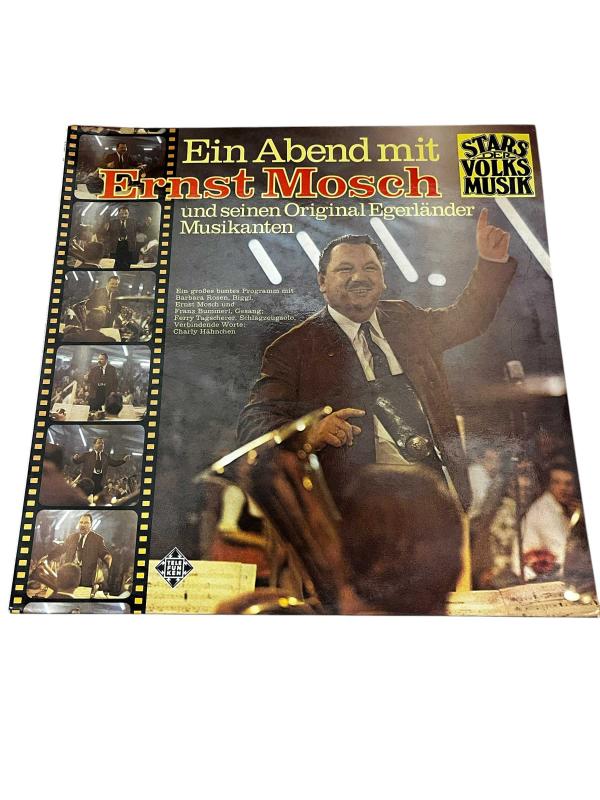 Ein Abend mit
Ernst Mosch
und seinen Original Egerländer
Musikanten
STARS
DER
VOLKS
MUSIK
Ein großes buntes Programm mit
Barbara Rosen, Biggi,
Ernst Mosch und
Franz Bummerl, Gesang;
Ferry Tagscherer, Schlagzeugsolo,
Verbindende Worte:
Charly Hähnchen
TELE
FUN
KEN